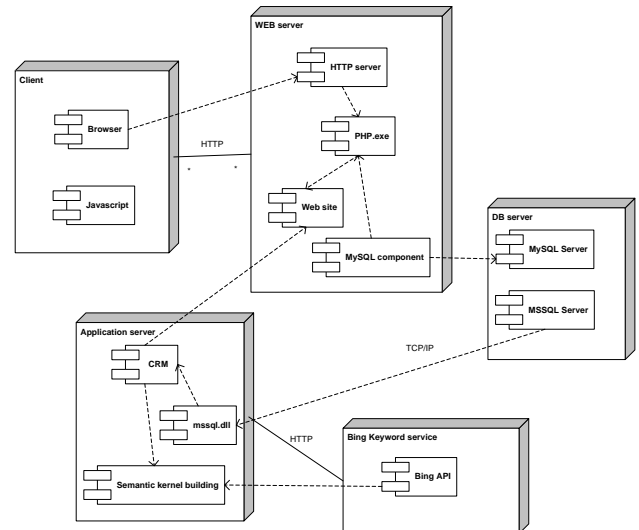 WEB server
HTTP server
Client
Browser
HTTP
PHP.exe
*
*
Javascript
Web site
DB server
MySQL Server
MySQL component
MSSQL Server
Application server
TCP/IP
CRM
mssql.dll
HTTP
Bing Keyword service
Semantic kernel building
Bing API